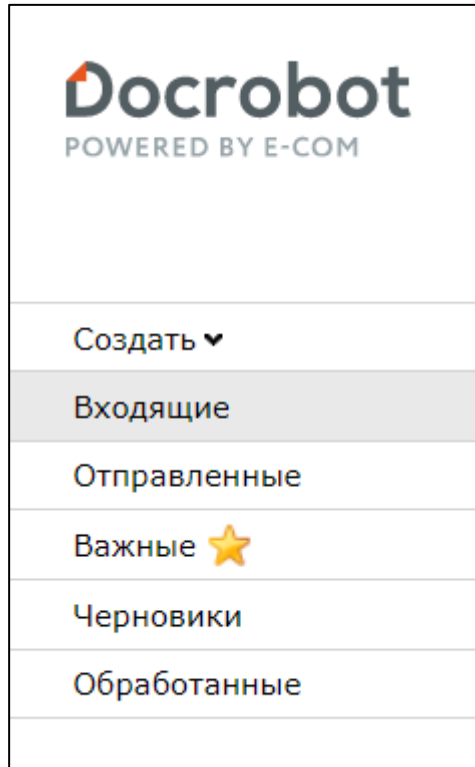 Docrobot
POWERED BY E-COM
Создать
Входящие
Отправленные
Важные
Черновики
Обработанные